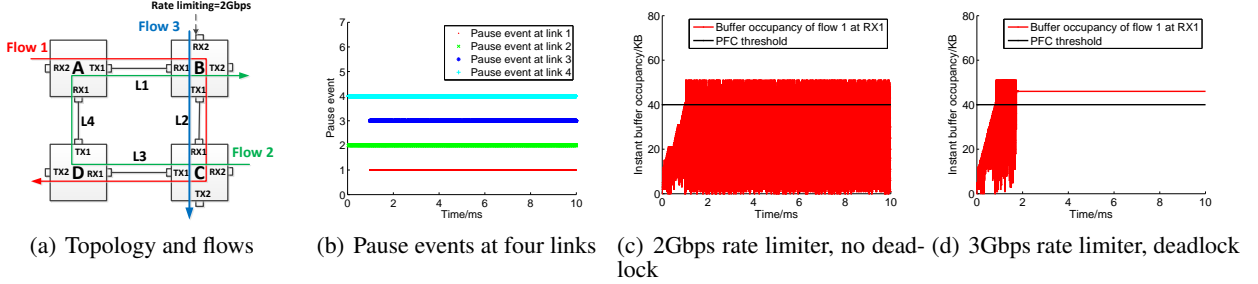 Rate limiting=2Gbps
Flow 3
Flow 1
RX2
RX2 A TX1
B TX2
RX1
TX1
L1
L4
L2
TX1
L3
RX1
Flow 2
TX2 D RX1
TX1 C RX2
TX2
(a) Topology and flows
Pause event at link 1
Pause event at link 2
Pause event at link 3
Pause event at link 4
Pause event
7
6
5
4
3
2
1
0
0 2 4 6 8 10
Time/ms
(b) Pause events at four links
Buffer occupancy of flow 1 at RX1
PFC threshold
Instant buffer occupancy/KB
80
60
40
20
0
0 2 4 6 8 10
Time/ms
(c) 2Gbps rate limiter, no dead-
lock
Buffer occupancy of flow 1 at RX1
PFC threshold
Instant buffer occupancy/KB
80
60
40
20
0
0 2 4 6 8 10
Time/ms
(d) 3Gbps rate limiter, deadlock